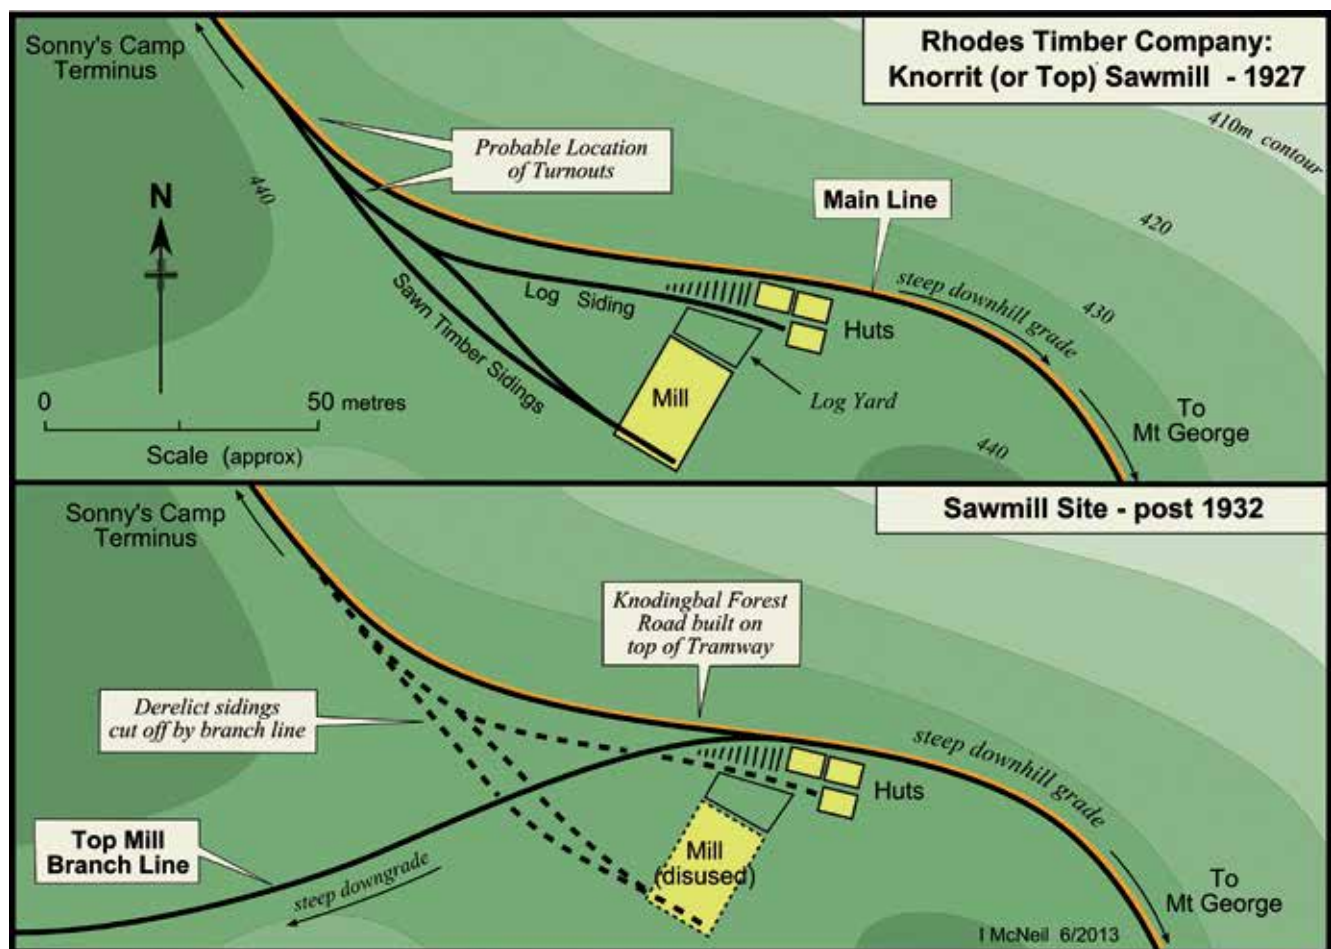 Rhodes Timber Company:
Knorrit (or Top) Sawmill - 1927
Sonny's Camp
Terminus
410m contour
Probable Location
of Turnouts
440
N
Main Line
420
Log Siding
steep downhill grade
430
Sawn Timber Sidings
Huts
Mill
Log Yard
0
50 metres
Scale (approx)
To
Mt George
440
Sawmill Site - post 1932
Sonny's Camp
Terminus
Knodingbal Forest
Road built on
top of Tramway
Derelict sidings
cut off by branch line
steep downhill grade
Huts
Top Mill
Branch Line
Mill
(disused)
steep downgrade
To
Mt George
I McNeil 6/2013